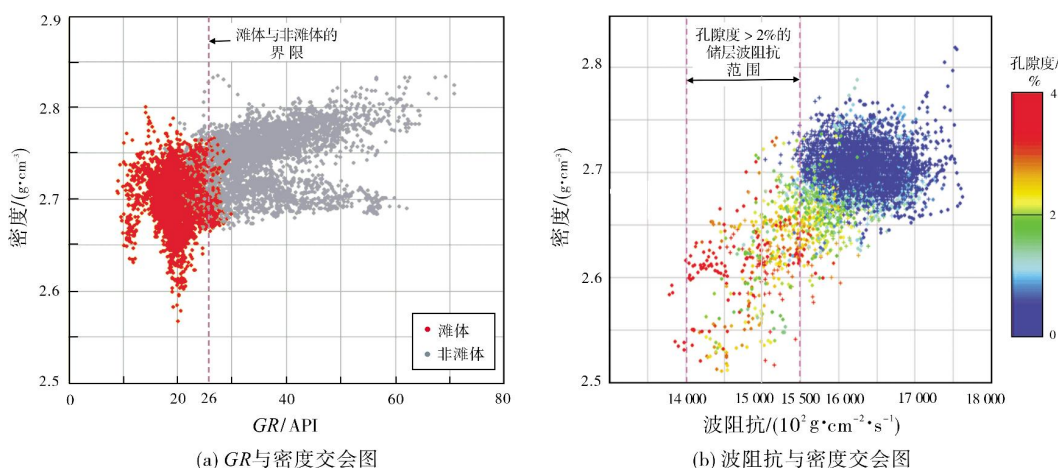 2.9
2.8
2.7
2.6
2.5
密度/(g•cm⁻³)
滩体与非滩体的
界 限
滩体
非滩体
0 20 26 40 60 80
GR/API
(a) GR与密度交会图
2.8
2.7
2.6
2.5
密度/(g•cm⁻³)
孔隙度 > 2%的
储层波阻抗
范 围
14 000 15 000 15 500 16 000 17 000 18 000
波阻抗/(10² g•cm⁻²•s⁻¹)
(b) 波阻抗与密度交会图
孔隙度/
%
4
2
0